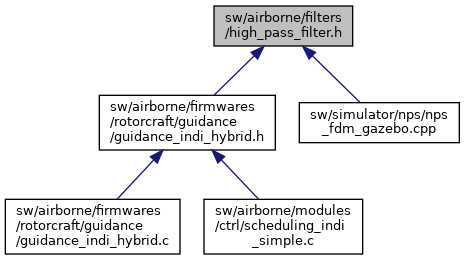 sw/airborne/filters
/high_pass_filter.h
sw/airborne/firmwares
/rotorcraft/guidance
/guidance_indi_hybrid.h
sw/simulator/nps/nps
_fdm_gazebo.cpp
sw/airborne/firmwares
/rotorcraft/guidance
/guidance_indi_hybrid.c
sw/airborne/modules
/ctrl/scheduling_indi
_simple.c